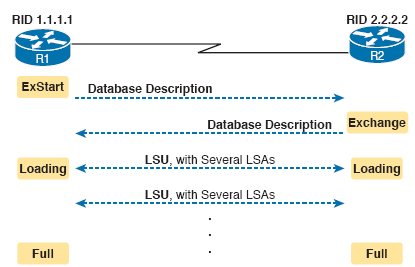 RID 1.1.1.1
RID 2.2.2.2
R1
R2
ExStart
Database Description
Exchange
Database Description
Loading
LSU, with Several LSAs
Loading
LSU, with Several LSAs
Full
Full